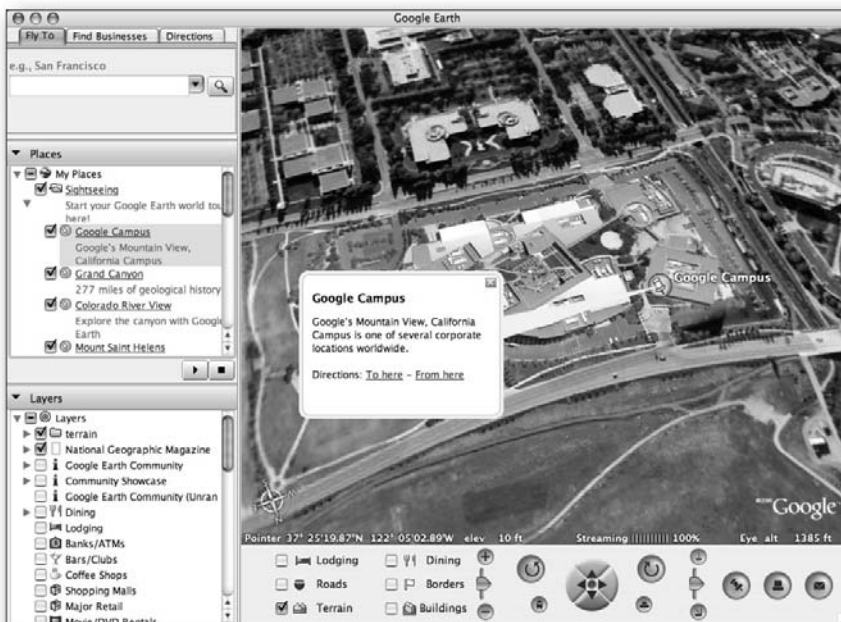 Google Earth
Fly To
Find Businesses
Directions
e.g., San Francisco
Places
My Places
Sightseeing
Start your Google Earth world tou
here!
Google Campus
Google's Mountain View,
California Campus
Grand Canyon
277 miles of geological history
Colorado River View
Explore the canyon with Googl
Earth
Mount Saint Helens
Layers
Layers
terrain
National Geographic Magazine
Google Earth Community
Community Showcase
Google Earth Community (Unran
Dining
Lodging
Banks/ATMs
Bars/Clubs
Coffee Shops
Shopping Malls
Major Retail
Movie/DVD Rentals
Google Campus
Google Campus
Google's Mountain View, California
Campus is one of several corporate
locations worldwide.
Directions: To here - From here
Google
Pointer 37° 25'19.87"N 122° 05'02.89"W elev 10 ft Streaming |||||||||| 100% Eye alt 1385 ft
Lodging
Dining
Roads
Borders
Terrain
Buildings